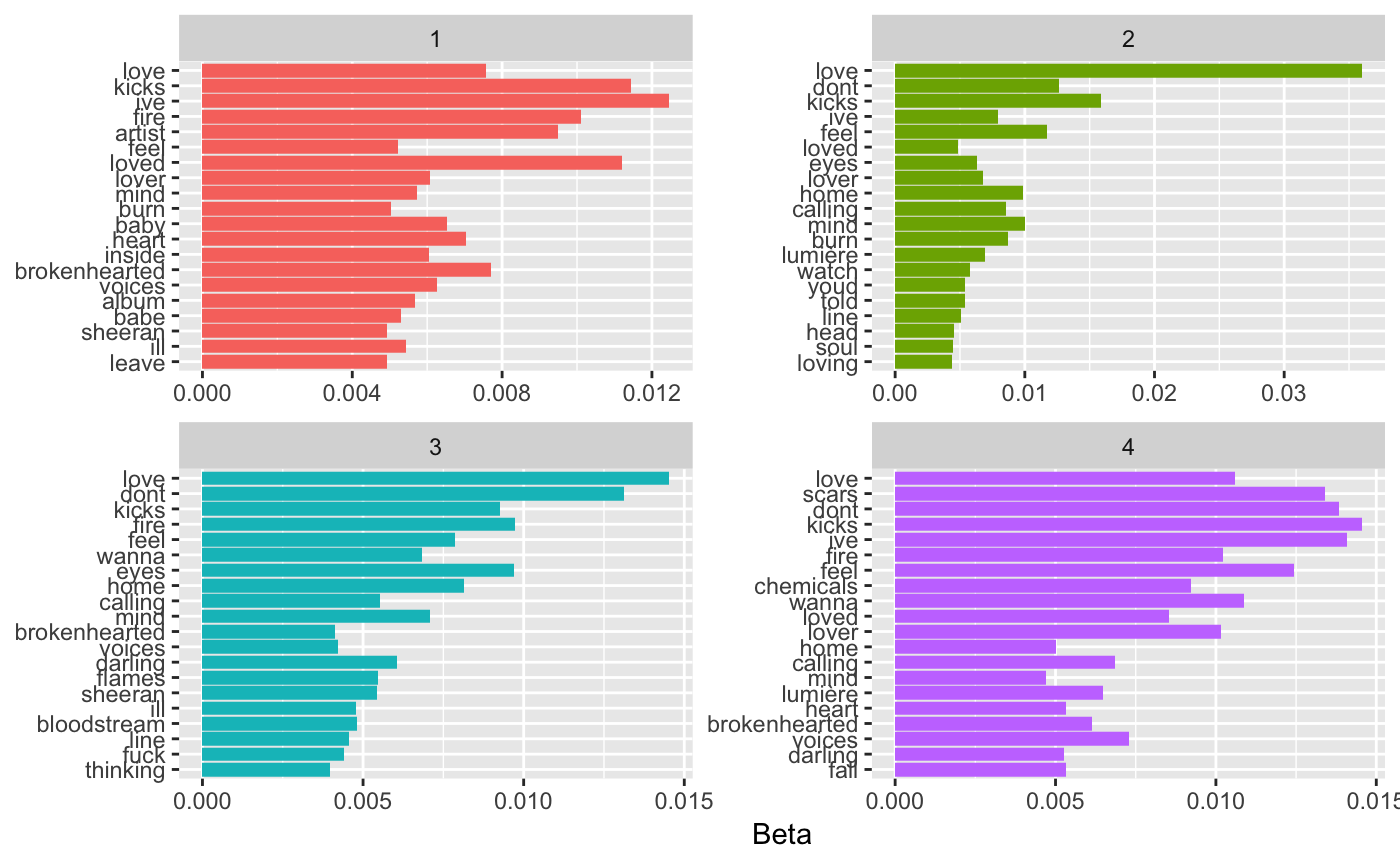 1
love
kicks
ive
fire
artist
feel
loved
lover
mind
burn
baby
heart
inside
brokenhearted
voices
album
babe
sheeran
ill
leave
0.000 0.004 0.008 0.012
2
love
dont
kicks
ive
feel
loved
eyes
lover
home
calling
mind
burn
lumière
watch
youd
told
line
head
soul
loving
0.00 0.01 0.02 0.03
3
love
dont
kicks
fire
feel
wanna
eyes
home
calling
mind
brokenhearted
voices
darling
flames
sheeran
ill
bloodstream
line
fuck
thinking
0.000 0.005 0.010 0.015
4
love
scars
dont
kicks
ive
fire
feel
chemicals
wanna
loved
lover
home
calling
mind
lumière
heart
brokenhearted
voices
darling
fall
0.000 0.005 0.010 0.015
Beta